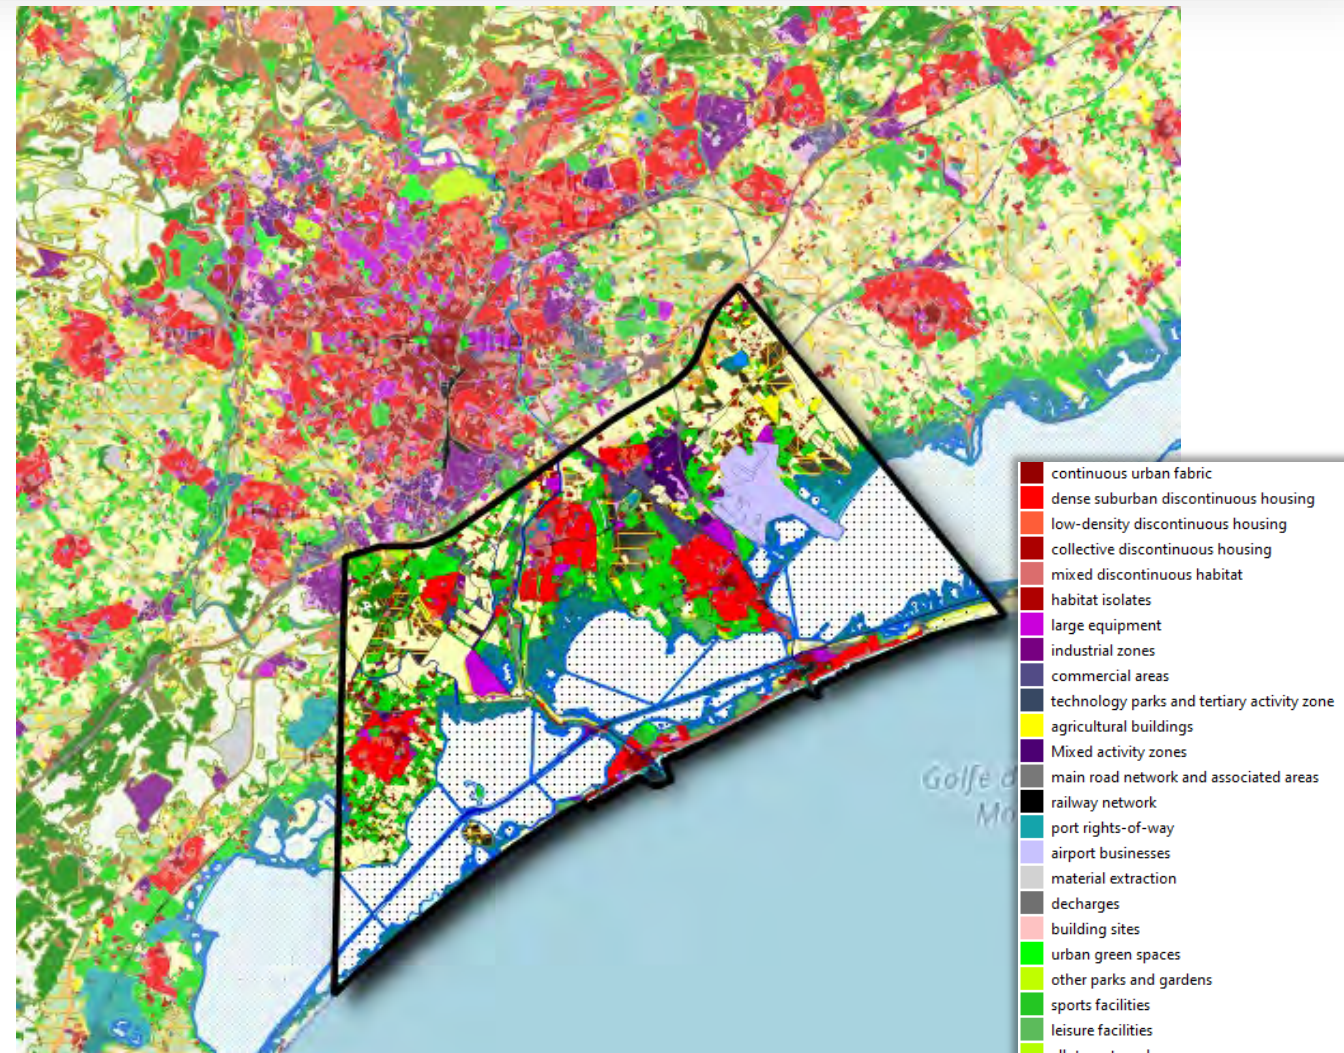 Golfe d
Mo
continuous urban fabric
dense suburban discontinuous housing
low-density discontinuous housing
collective discontinuous housing
mixed discontinuous habitat
habitat isolates
large equipment
industrial zones
commercial areas
technology parks and tertiary activity zone
agricultural buildings
Mixed activity zones
main road network and associated areas
railway network
port rights-of-way
airport businesses
material extraction
decharges
building sites
urban green spaces
other parks and gardens
sports facilities
leisure facilities